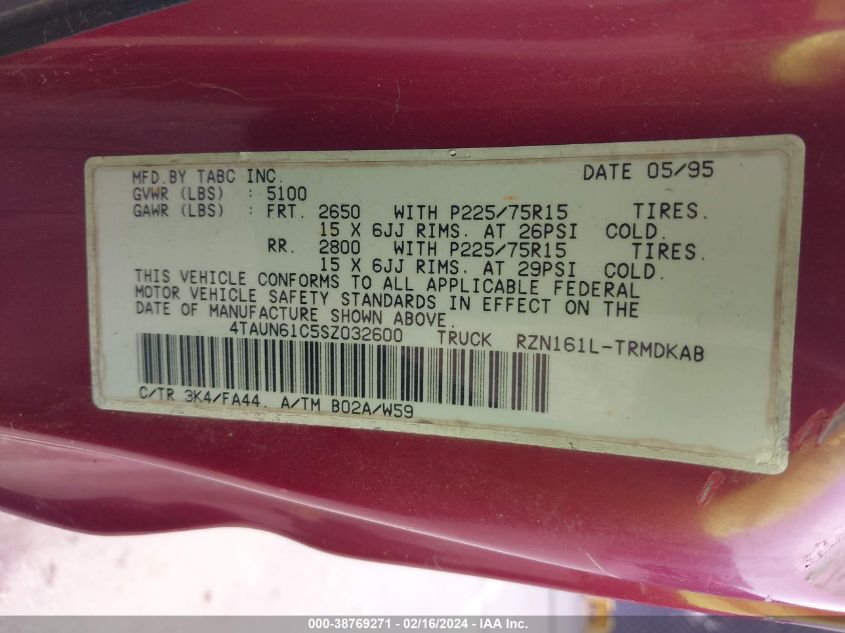 MFD.BY TABC INC. DATE 05/95
GVWR (LBS) : 5100
GAWR (LBS) : FRT. 2650 WITH P225/75R15 TIRES.
15 X 6JJ RIMS. AT 26PSI COLD.
RR. 2800 WITH P225/75R15 TIRES.
15 X 6JJ RIMS. AT 29PSI COLD.
THIS VEHICLE CONFORMS TO ALL APPLICABLE FEDERAL
MOTOR VEHICLE SAFETY STANDARDS IN EFFECT ON THE
DATE OF MANUFACTURE SHOWN ABOVE.
4TAUN61C5SZ032600 TRUCK RZN161L-TRMDKAB
C/TR 3K4/FA44. A/TM B02A/W59
000-38769271 - 02/16/2024 - IAA Inc.